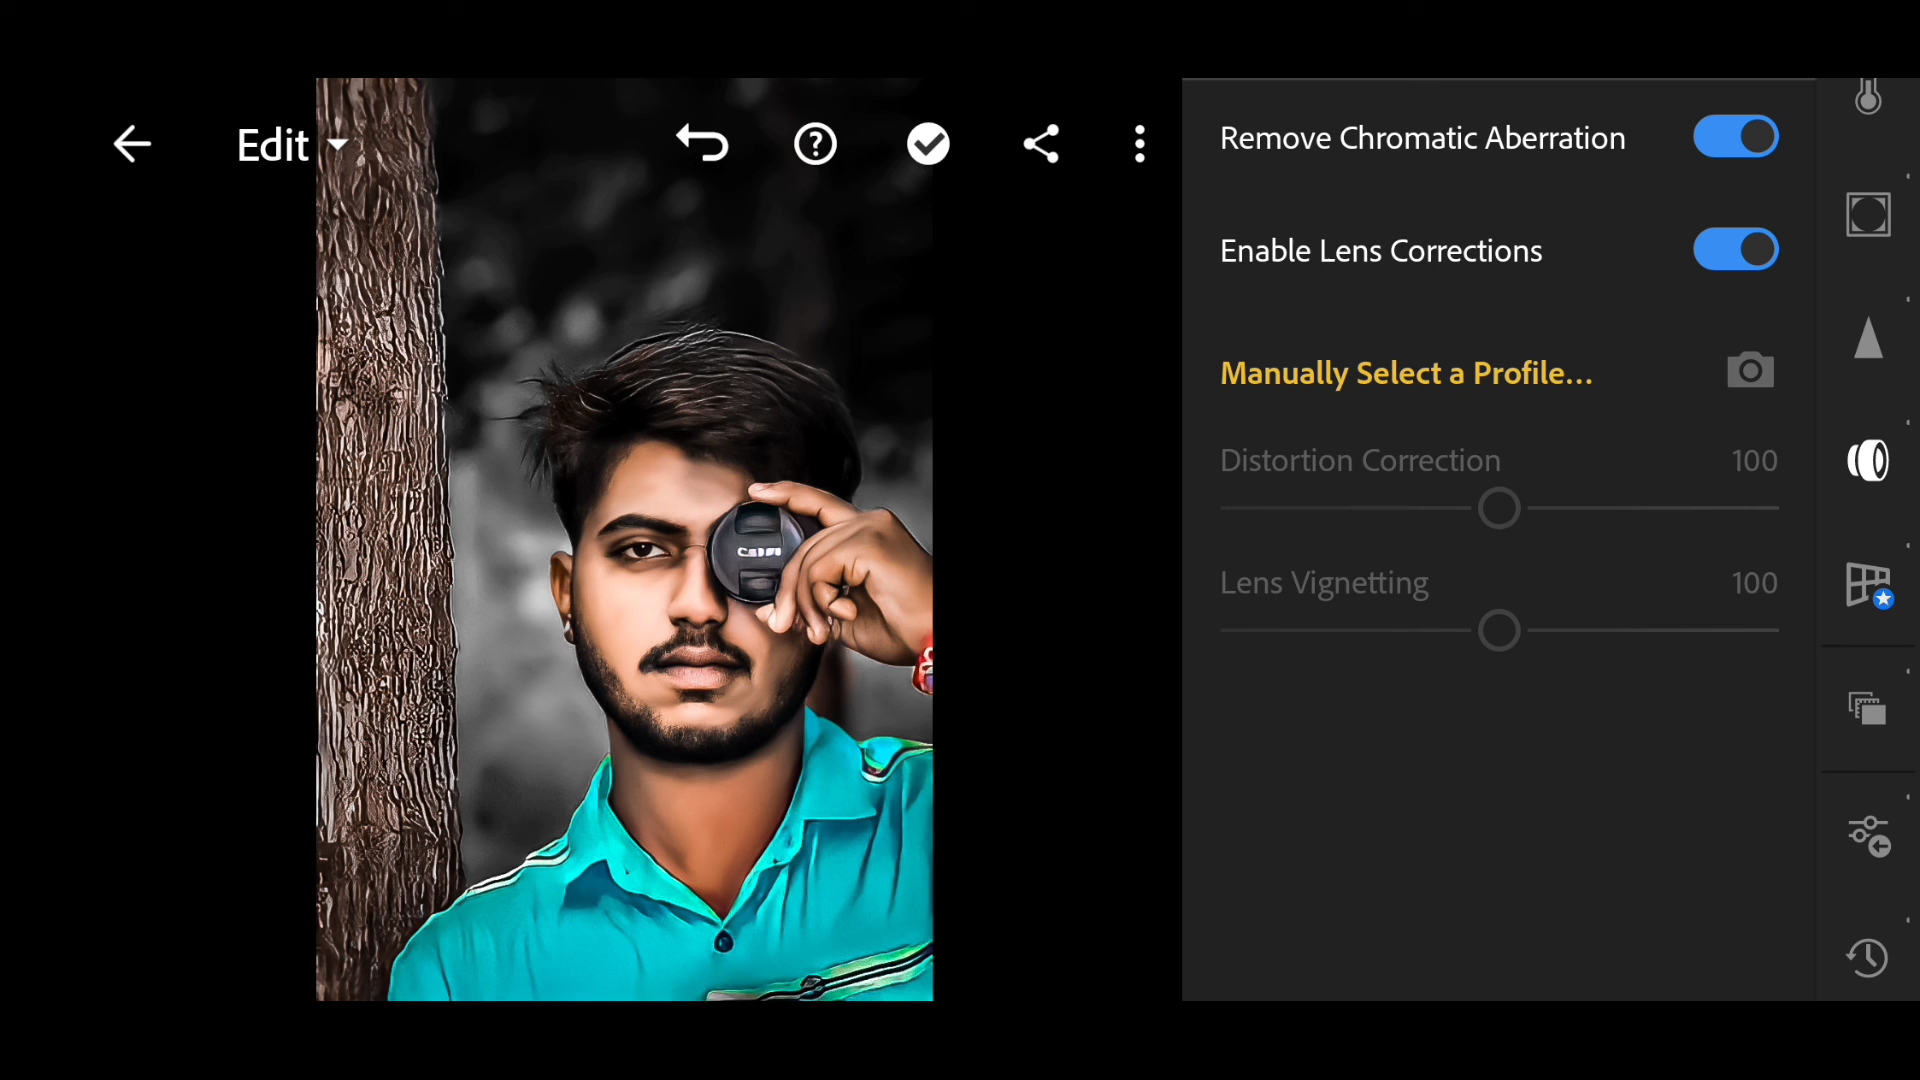 Edit
Remove Chromatic Aberration
Enable Lens Corrections
Manually Select a Profile...
Distortion Correction 100
Lens Vignetting 100